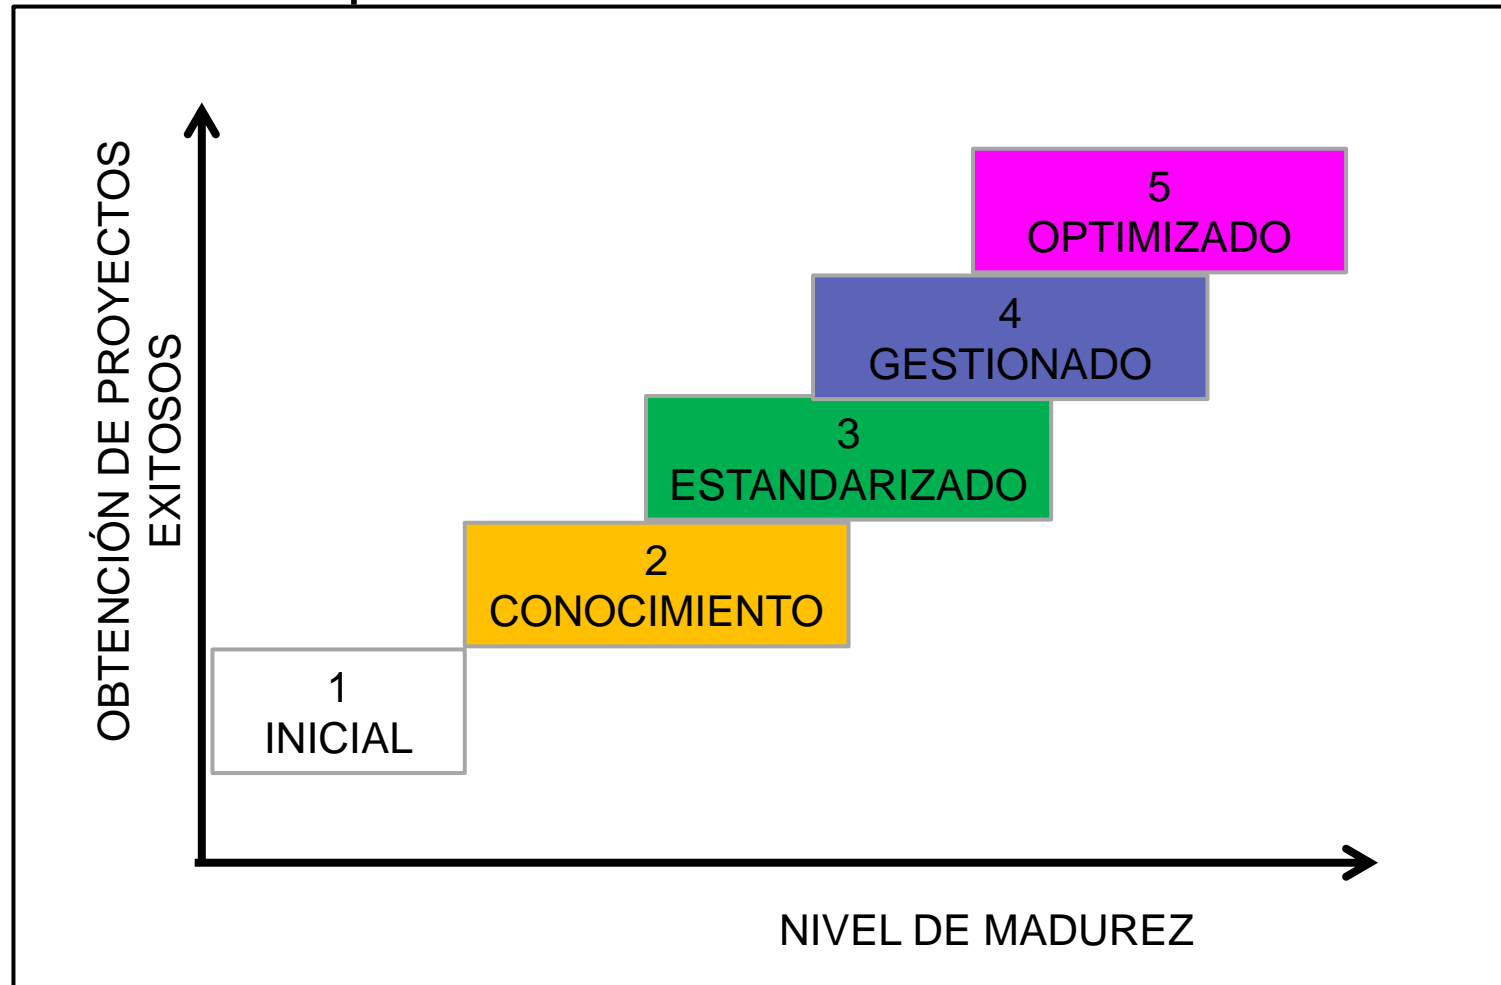 OBTENCIÓN DE PROYECTOS
EXITOSOS
5
OPTIMIZADO
4
GESTIONADO
3
ESTANDARIZADO
2
CONOCIMIENTO
1
INICIAL
NIVEL DE MADUREZ